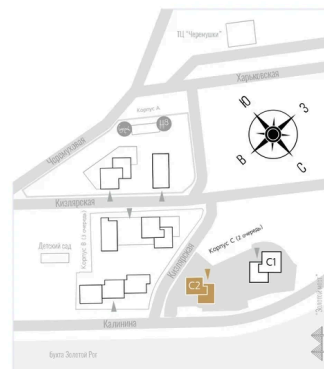 ТЦ "Черемушки"
Харьковская
Корпус А
Черемуховая
Ю
З
В
С
Кизлярская
Детский сад
Корпус В (3 очередь)
Кизлярская
Корпус С (2 очередь)
С1
С2
Калинина
Бухта Золотой Рог